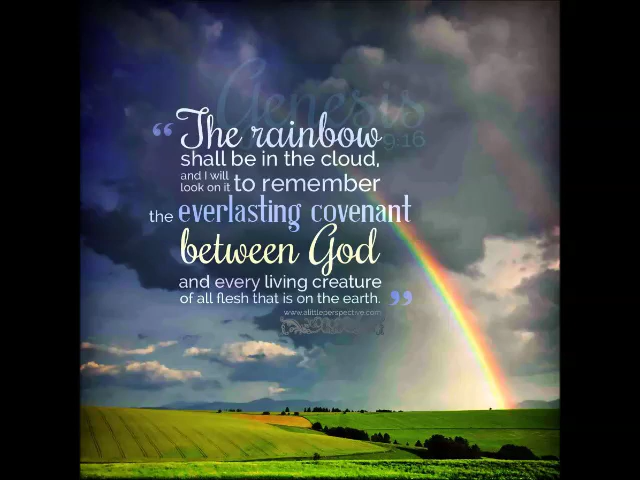 Genesis
9:16
“The rainbow
shall be in the cloud,
and I will
look on it to remember
the everlasting covenant
between God
and every living creature
of all flesh that is on the earth.”
www.alittleperspective.com